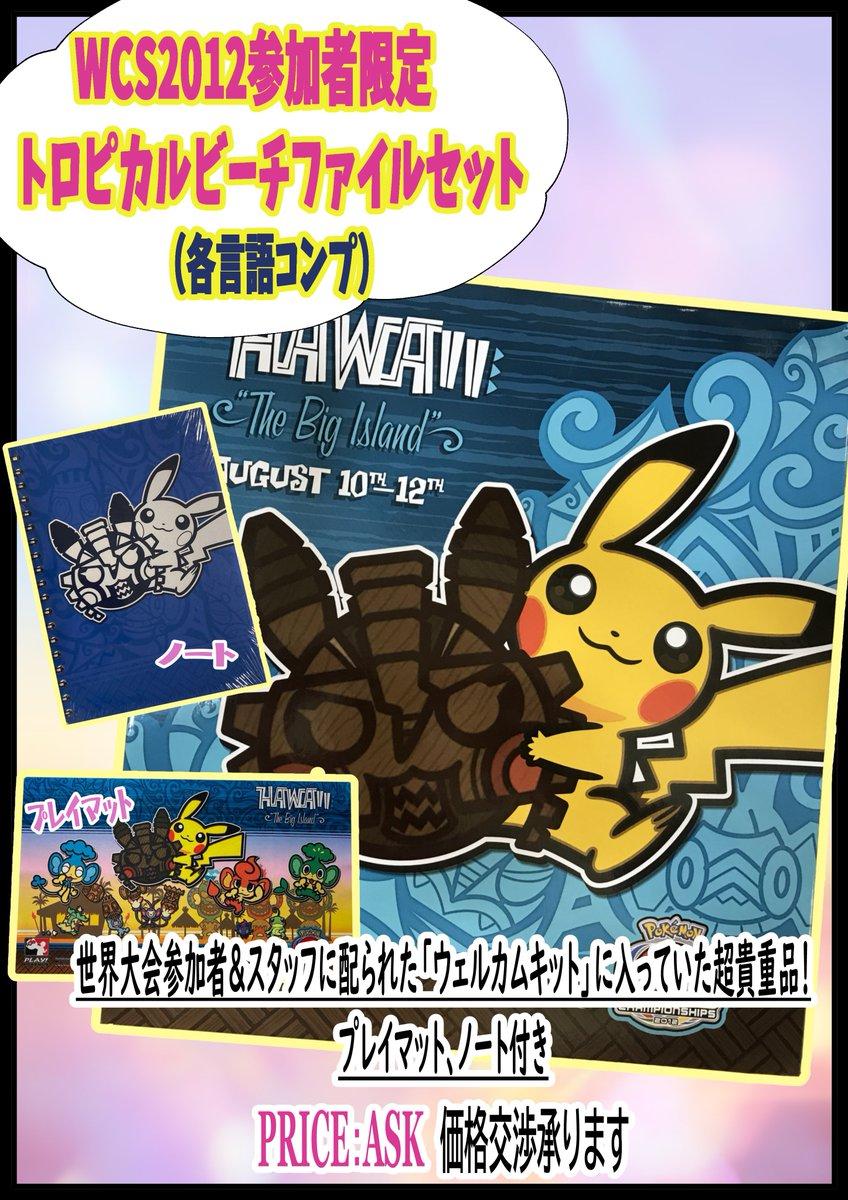 WCS2012参加者限定
トロピカルビーチファイルセット
(各言語コンプ)
HAWAII
"The Big Island"
AUGUST 10TH-12TH
ノート
プレイマット
HAWAII
"The Big Island"
PLAY!
Pokémon
世界大会参加者&スタッフに配られた「ウェルカムキット」に入っていた超貴重品!
CHAMPIONSHIPS
2012
プレイマット、ノート付き
PRICE:ASK 価格交渉承ります